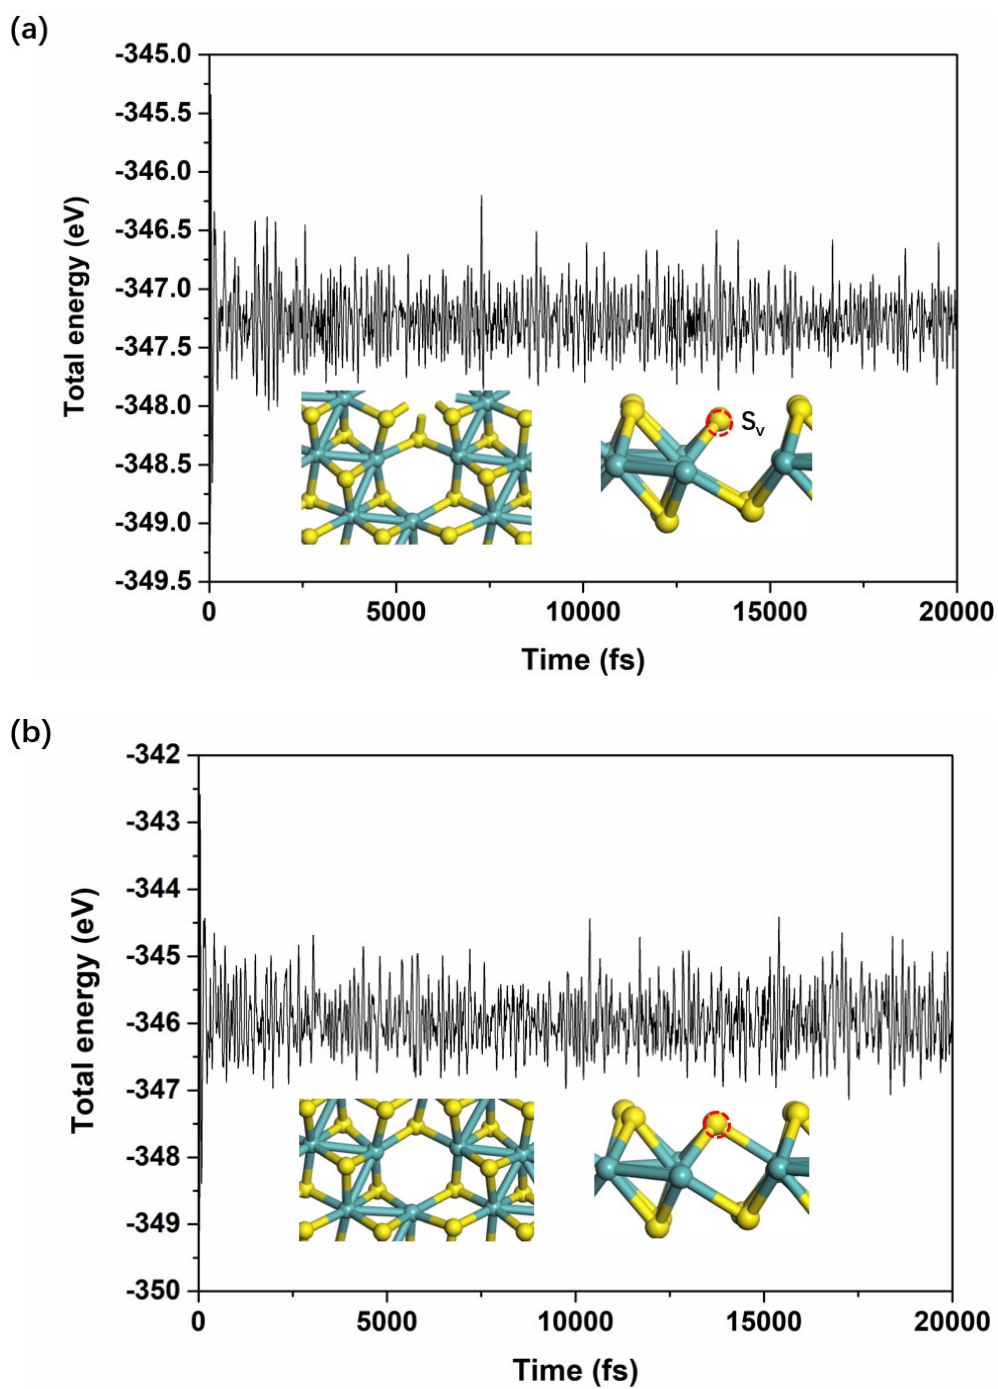 (a)
-345.0
-345.5
-346.0
-346.5
-347.0
-347.5
-348.0
-348.5
-349.0
-349.5
Total energy (eV)
Sv
0 5000 10000 15000 20000
Time (fs)
(b)
-342
-343
-344
-345
-346
-347
-348
-349
-350
Total energy (eV)
0 5000 10000 15000 20000
Time (fs)